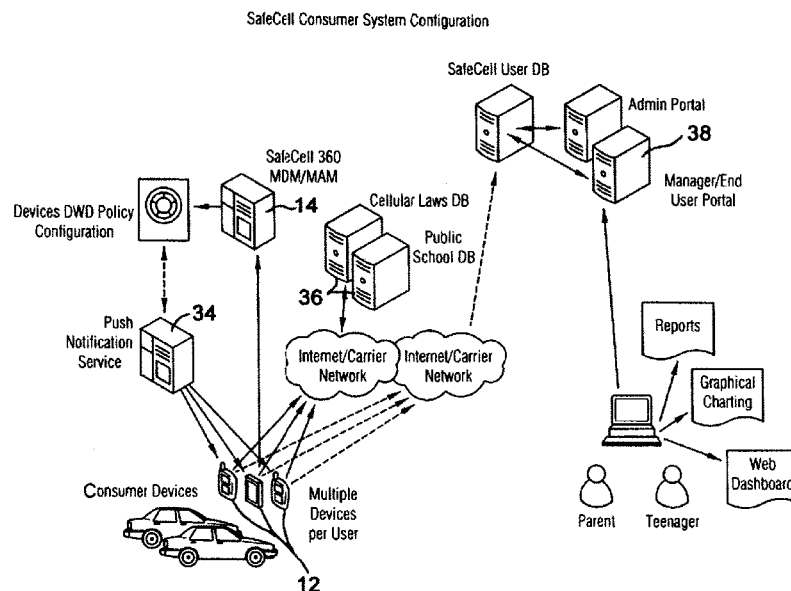 SafeCell Consumer System Configuration
SafeCell User DB
Admin Portal
38
Manager/End
User Portal
SafeCell 360
MDM/MAM
14
Devices DWD Policy
Configuration
Cellular Laws DB
Public
School DB
36
34
Push
Notification
Service
Internet/Carrier
Network
Internet/Carrier
Network
Reports
Graphical
Charting
Web
Dashboard
Parent
Teenager
Consumer Devices
Multiple
Devices
per User
12